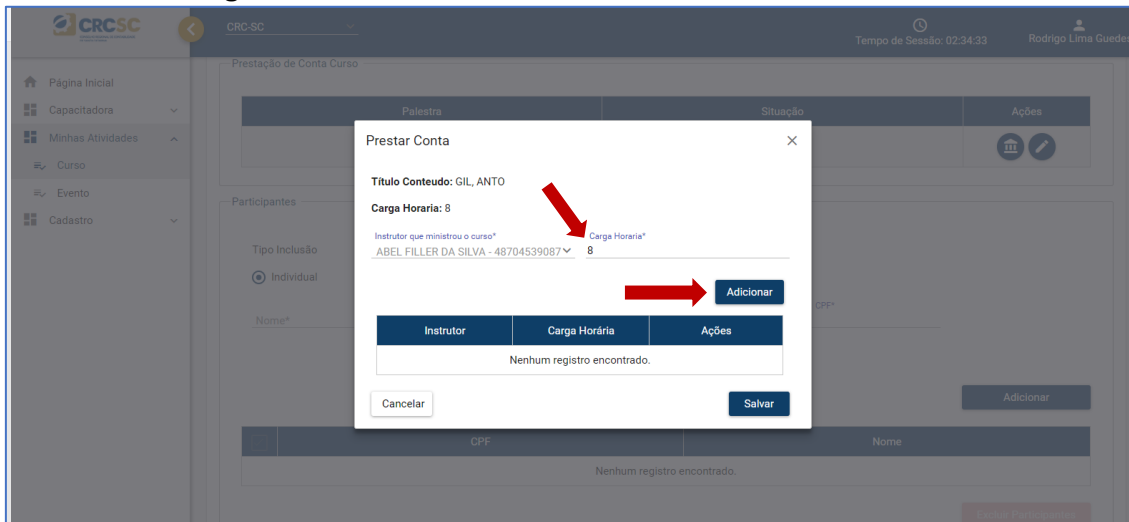 CRCSC
CRC-SC
Tempo de Sessão: 02:34:33
Rodrigo Lima Guedes
Página Inicial
Capacitadora
Minhas Atividades
Curso
Evento
Cadastro
Prestação de Conta Curso
Palestra Situação Ações
Prestar Conta
Título Conteudo: GIL, ANTO
Carga Horaria: 8
Instrutor que ministrou o curso* Carga Horaria*
ABEL FILLER DA SILVA - 48704539087 8
Adicionar
Instrutor Carga Horária Ações
Nenhum registro encontrado.
Cancelar Salvar
Participantes
Tipo Inclusão
Individual
Nome* CPF*
Adicionar
CPF Nome
Nenhum registro encontrado.
Excluir Participantes